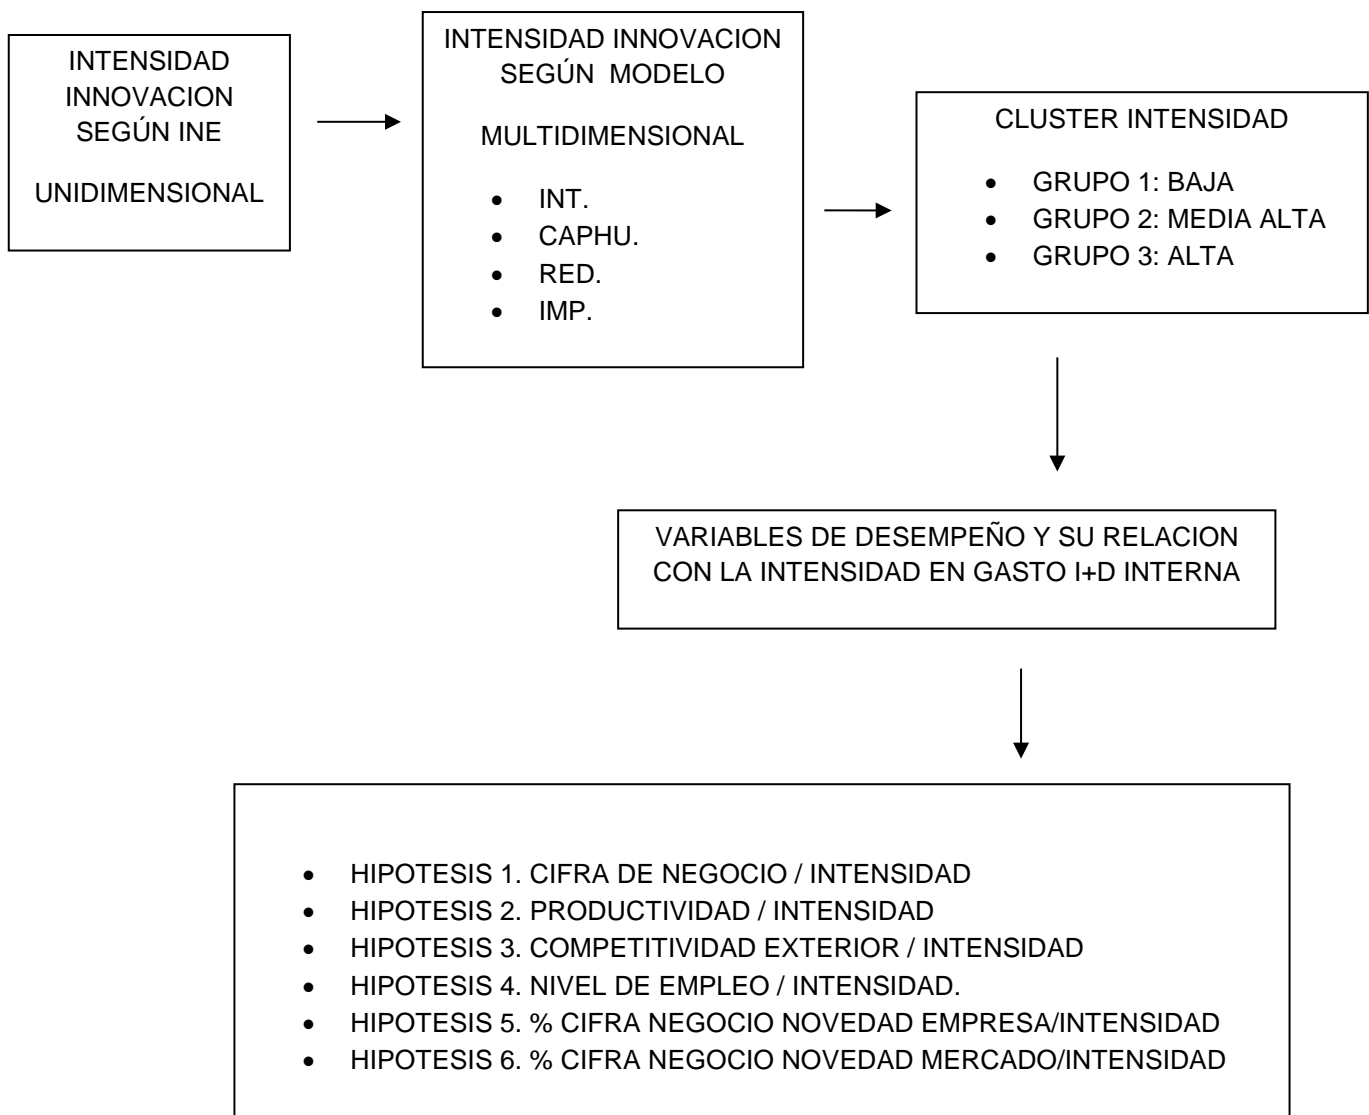 INTENSIDAD
INNOVACION
SEGÚN INE
UNIDIMENSIONAL
INTENSIDAD INNOVACION
SEGÚN MODELO
MULTIDIMENSIONAL
• INT.
• CAPHU.
• RED.
• IMP.
CLUSTER INTENSIDAD
• GRUPO 1: BAJA
• GRUPO 2: MEDIA ALTA
• GRUPO 3: ALTA
VARIABLES DE DESEMPEÑO Y SU RELACION
CON LA INTENSIDAD EN GASTO I+D INTERNA
• HIPOTESIS 1. CIFRA DE NEGOCIO / INTENSIDAD
• HIPOTESIS 2. PRODUCTIVIDAD / INTENSIDAD
• HIPOTESIS 3. COMPETITIVIDAD EXTERIOR / INTENSIDAD
• HIPOTESIS 4. NIVEL DE EMPLEO / INTENSIDAD.
• HIPOTESIS 5. % CIFRA NEGOCIO NOVEDAD EMPRESA/INTENSIDAD
• HIPOTESIS 6. % CIFRA NEGOCIO NOVEDAD MERCADO/INTENSIDAD